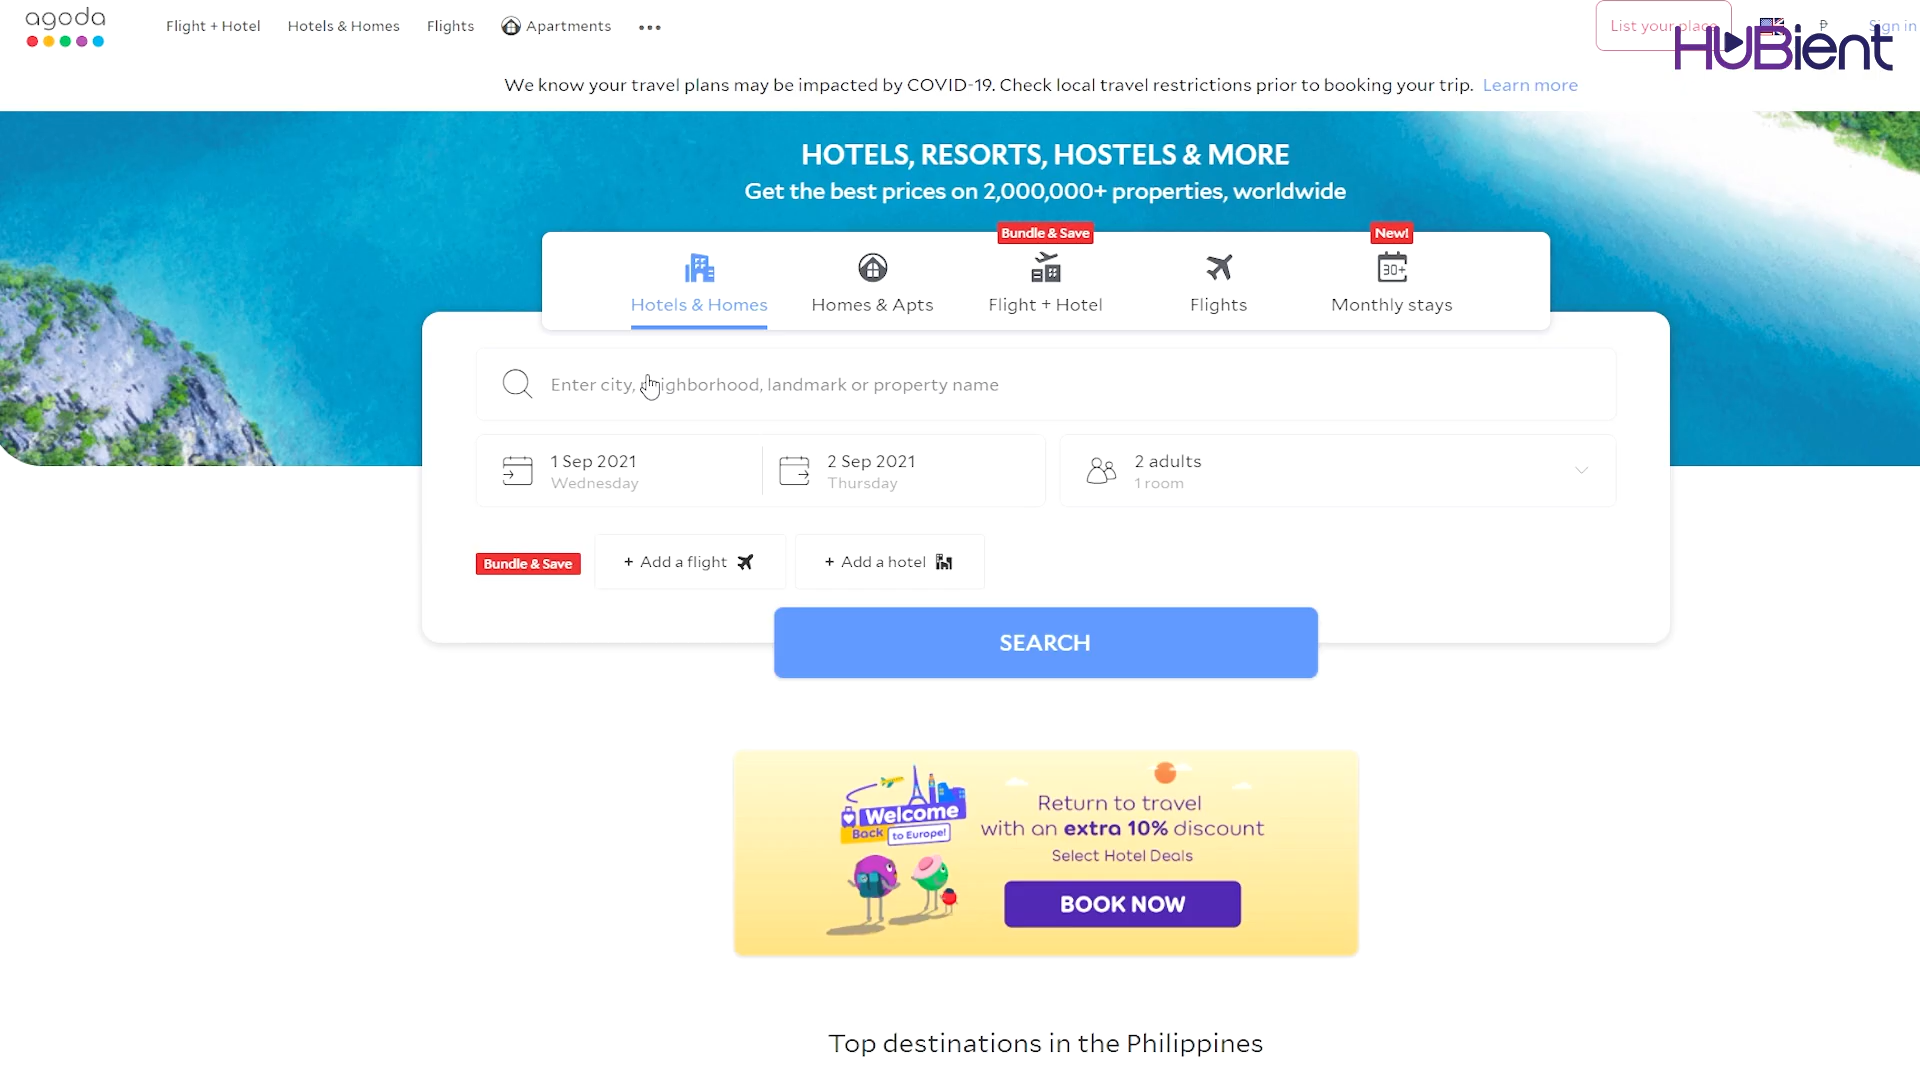 agoda
Flight + Hotel
Hotels & Homes
Flights
Apartments
List your place
₱
Sign in
HUBient
We know your travel plans may be impacted by COVID-19. Check local travel restrictions prior to booking your trip. Learn more
HOTELS, RESORTS, HOSTELS & MORE
Get the best prices on 2,000,000+ properties, worldwide
Bundle & Save
New!
30+
Hotels & Homes
Homes & Apts
Flight + Hotel
Flights
Monthly stays
Enter city, neighborhood, landmark or property name
1 Sep 2021
Wednesday
2 Sep 2021
Thursday
2 adults
1 room
Bundle & Save
+ Add a flight
+ Add a hotel
SEARCH
Welcome
Back to Europe!
Return to travel
with an extra 10% discount
Select Hotel Deals
BOOK NOW
Top destinations in the Philippines